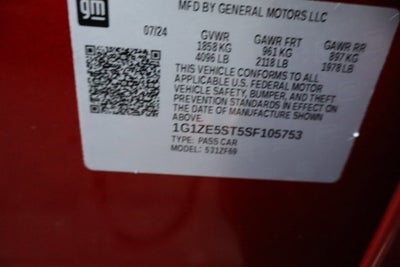 gm
MFD BY GENERAL MOTORS LLC
07/24 GVWR GAWR FRT GAWR RR
1858 KG 961 KG 897 KG
4096 LB 2118 LB 1978 LB
THIS VEHICLE CONFORMS TO ALL
APPLICABLE U.S. FEDERAL MOTOR
VEHICLE SAFETY, BUMPER, AND THEFT
PREVENTION STANDARDS IN EFFECT ON
THE DATE OF MANUFACTURE SHOWN
ABOVE.
1G1ZE5ST5SF105753
TYPE: PASS CAR
MODEL: